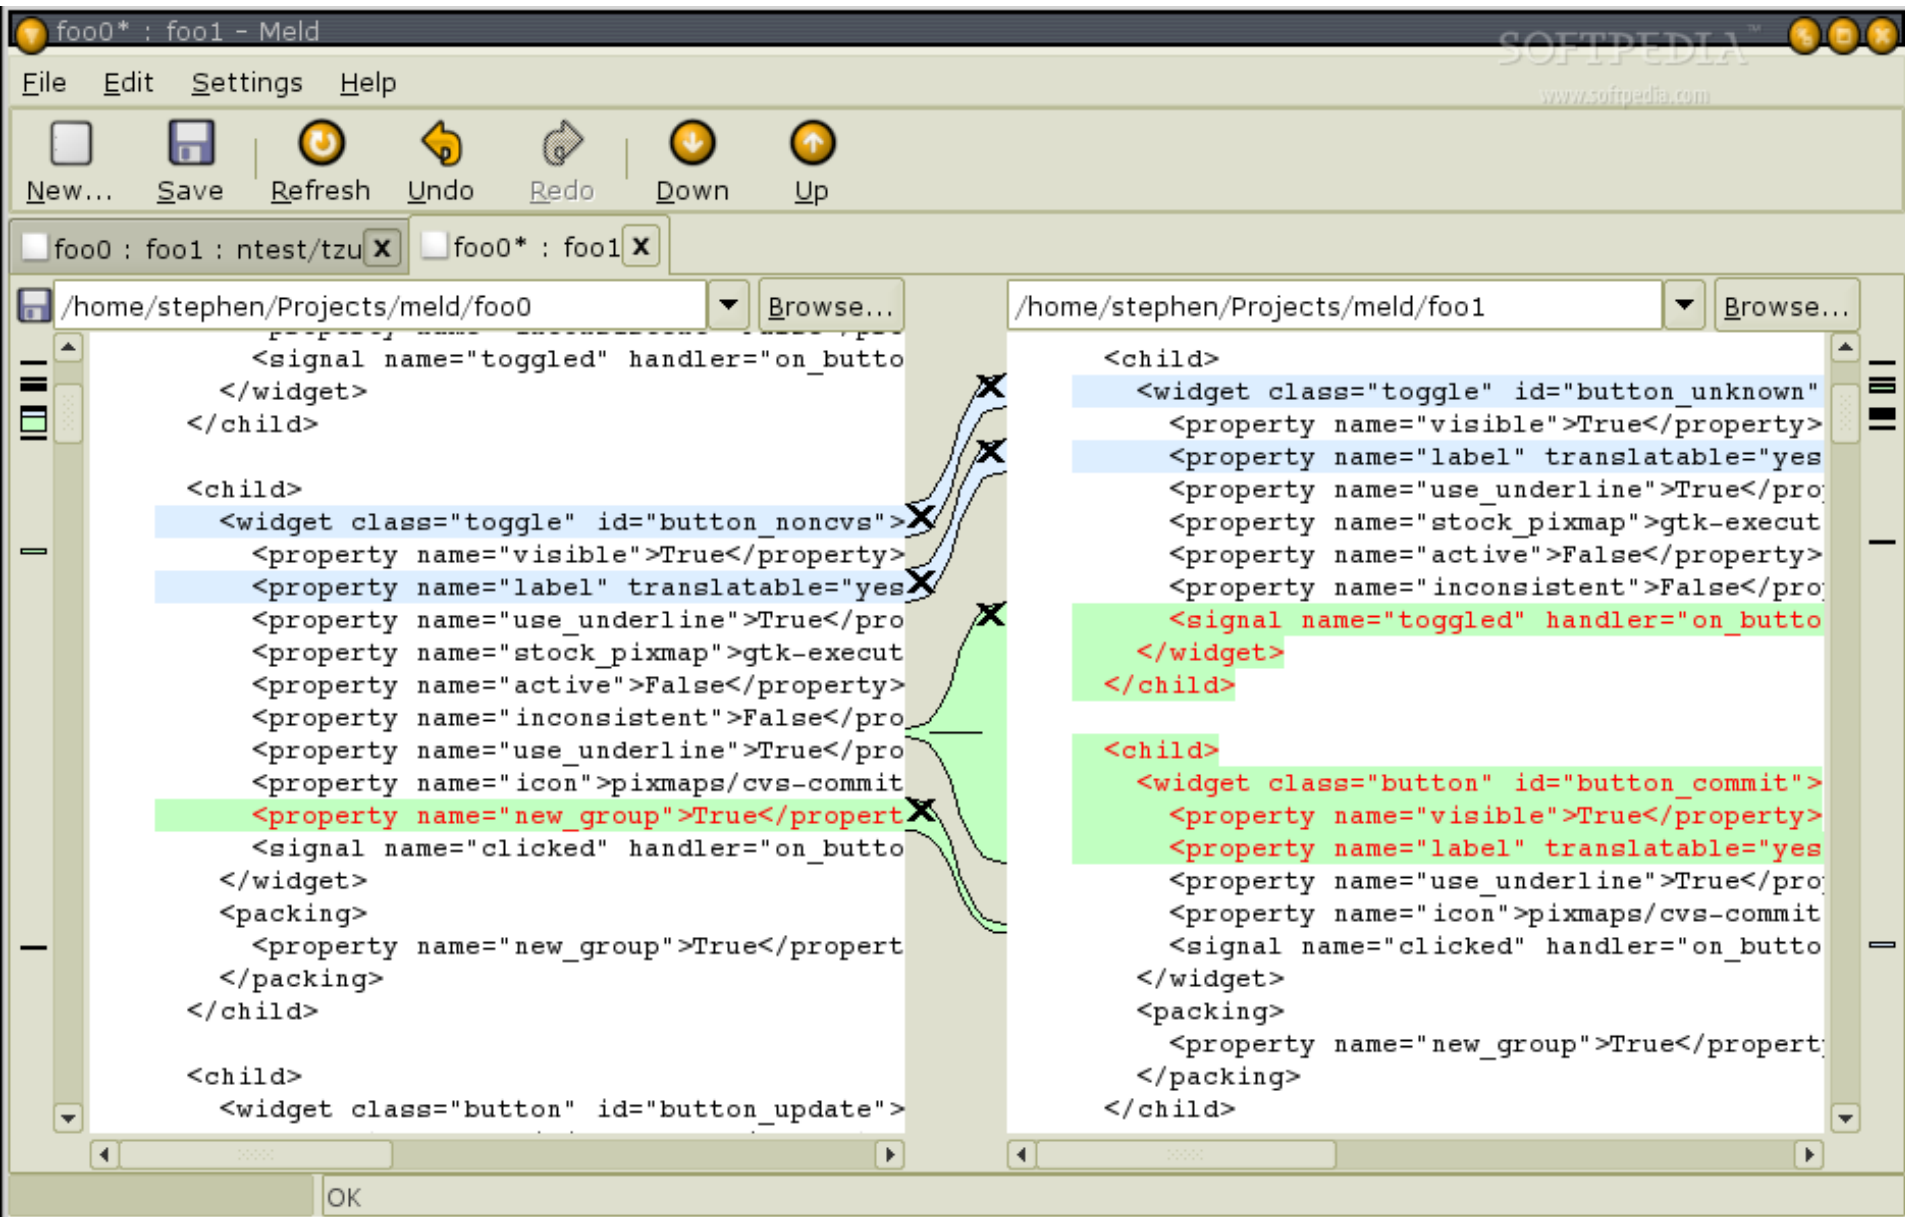 foo0* : foo1 - Meld
SOFTPEDIA™
www.softpedia.com
File Edit Settings Help
New... Save Refresh Undo Redo Down Up
foo0 : foo1 : ntest/tzu foo0* : foo1
/home/stephen/Projects/meld/foo0 Browse...
<signal name="toggled" handler="on_butto
</widget>
</child>
<child>
<widget class="toggle" id="button_noncvs">
<property name="visible">True</property>
<property name="label" translatable="yes
<property name="use_underline">True</pro
<property name="stock_pixmap">gtk-execut
<property name="active">False</property>
<property name="inconsistent">False</pro
<property name="use_underline">True</pro
<property name="icon">pixmaps/cvs-commit
<property name="new_group">True</propert
<signal name="clicked" handler="on_butto
</widget>
<packing>
<property name="new_group">True</propert
</packing>
</child>
<child>
<widget class="button" id="button_update">
/home/stephen/Projects/meld/foo1 Browse...
<child>
<widget class="toggle" id="button_unknown"
<property name="visible">True</property>
<property name="label" translatable="yes
<property name="use_underline">True</pro
<property name="stock_pixmap">gtk-execut
<property name="active">False</property>
<property name="inconsistent">False</pro
<signal name="toggled" handler="on_butto
</widget>
</child>
<child>
<widget class="button" id="button_commit">
<property name="visible">True</property>
<property name="label" translatable="yes
<property name="use_underline">True</pro
<property name="icon">pixmaps/cvs-commit
<signal name="clicked" handler="on_butto
</widget>
<packing>
<property name="new_group">True</propert
</packing>
</child>
OK